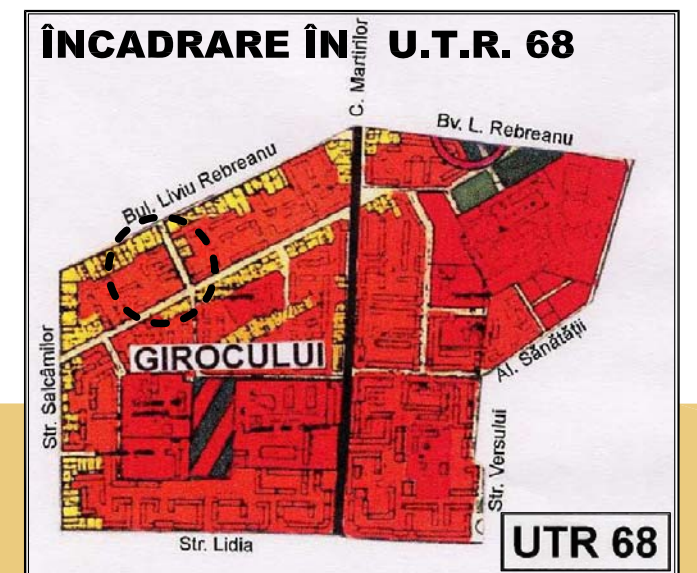 ÎNCADRARE ÎN U.T.R. 68
C. Martirilor
Bv. L. Rebreanu
Bul. Liviu Rebreanu
GIROCULUI
Al. Sănătății
Str. Salcâmilor
Str. Versului
Str. Lidia
UTR 68